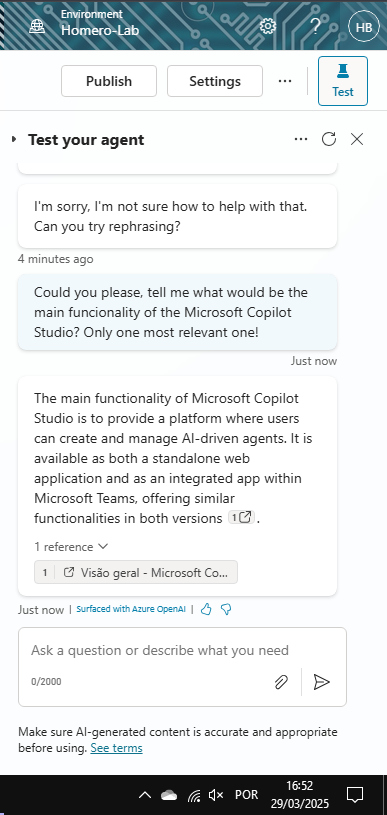 Environment
Homero-Lab
?
HB
Publish
Settings
...
Test
Test your agent
...
I'm sorry, I'm not sure how to help with that.
Can you try rephrasing?
4 minutes ago
Could you please, tell me what would be the
main funcionality of the Microsoft Copilot
Studio? Only one most relevant one!
Just now
The main functionality of Microsoft Copilot
Studio is to provide a platform where users
can create and manage AI-driven agents. It is
available as both a standalone web
application and as an integrated app within
Microsoft Teams, offering similar
functionalities in both versions 1 .
1 reference
1 Visão geral - Microsoft Co...
Just now | Surfaced with Azure OpenAI |
Ask a question or describe what you need
0/2000
Make sure AI-generated content is accurate and appropriate
before using. See terms
POR
16:52
29/03/2025